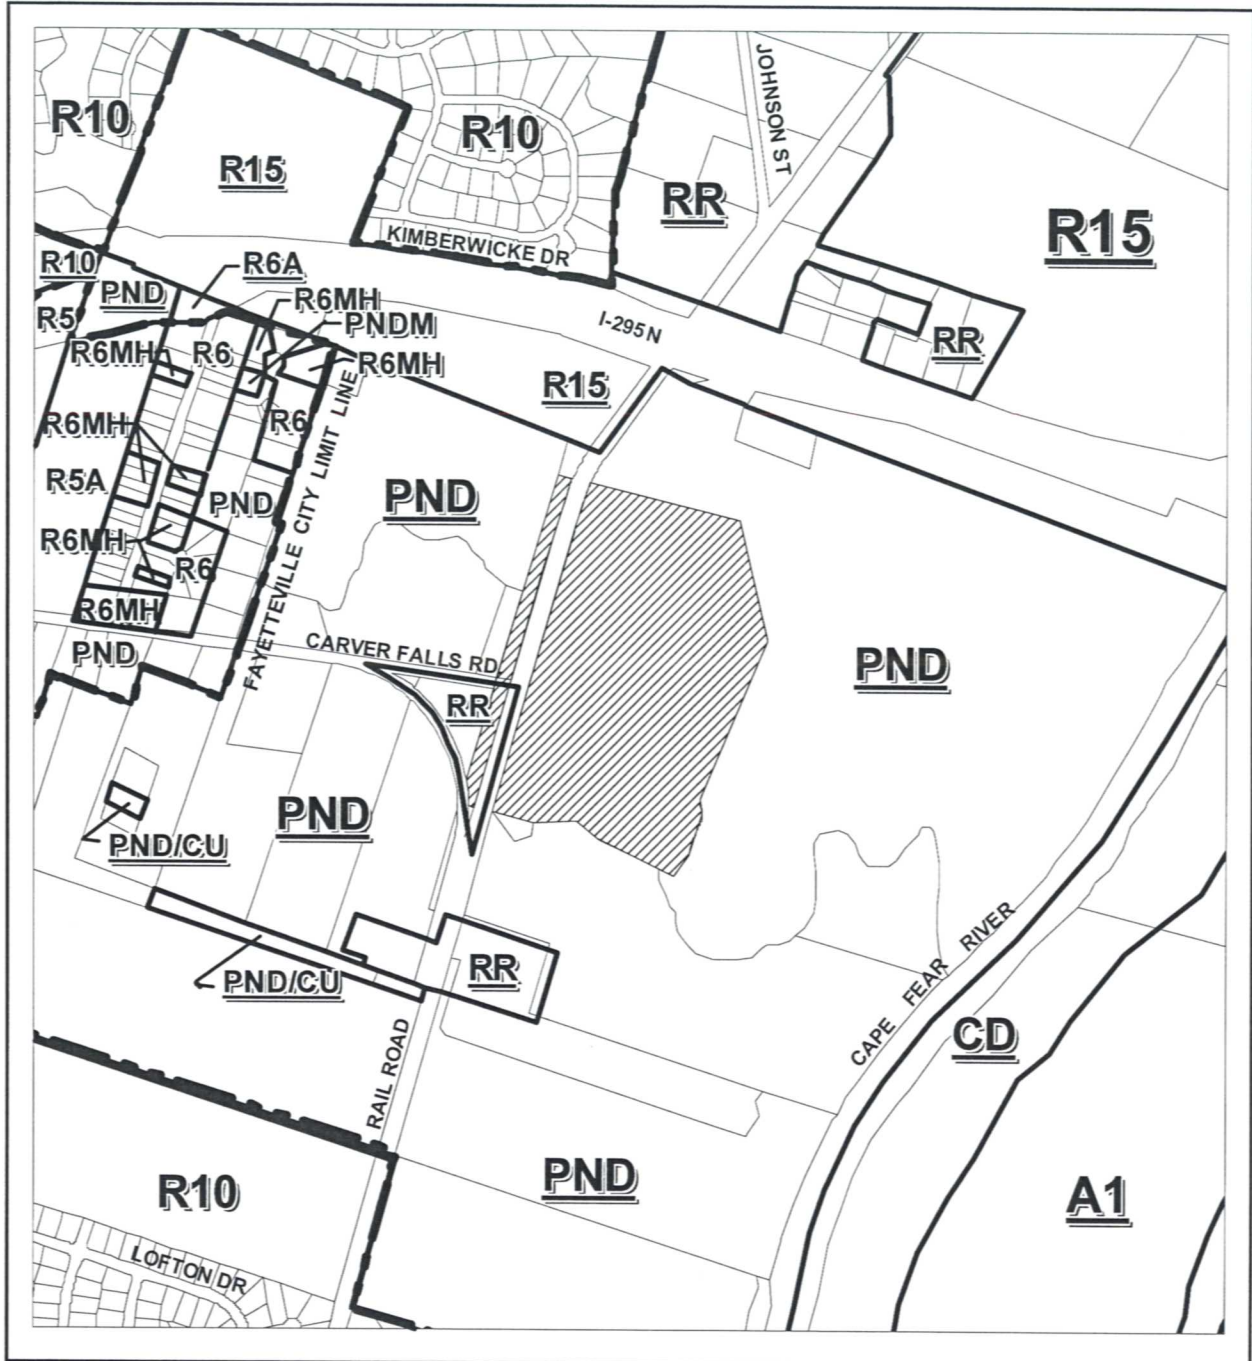 R10
R15
R10
JOHNSON ST
RR
R15
KIMBERWICKE DR
R10
R6A
PND
R6MH
R5
PNDM
I-295N
R6MH
R6
R6MH
RR
R15
R6MH
R6
FAYETTEVILLE CITY LIMIT LINE
R5A
PND
PND
R6MH
R6
R6MH
PND
CARVER FALLS RD
PND
RR
PND
PND/CU
RR
PND/CU
CAPE FEAR RIVER
CD
RAIL ROAD
R10
PND
A1
LOFTON DR